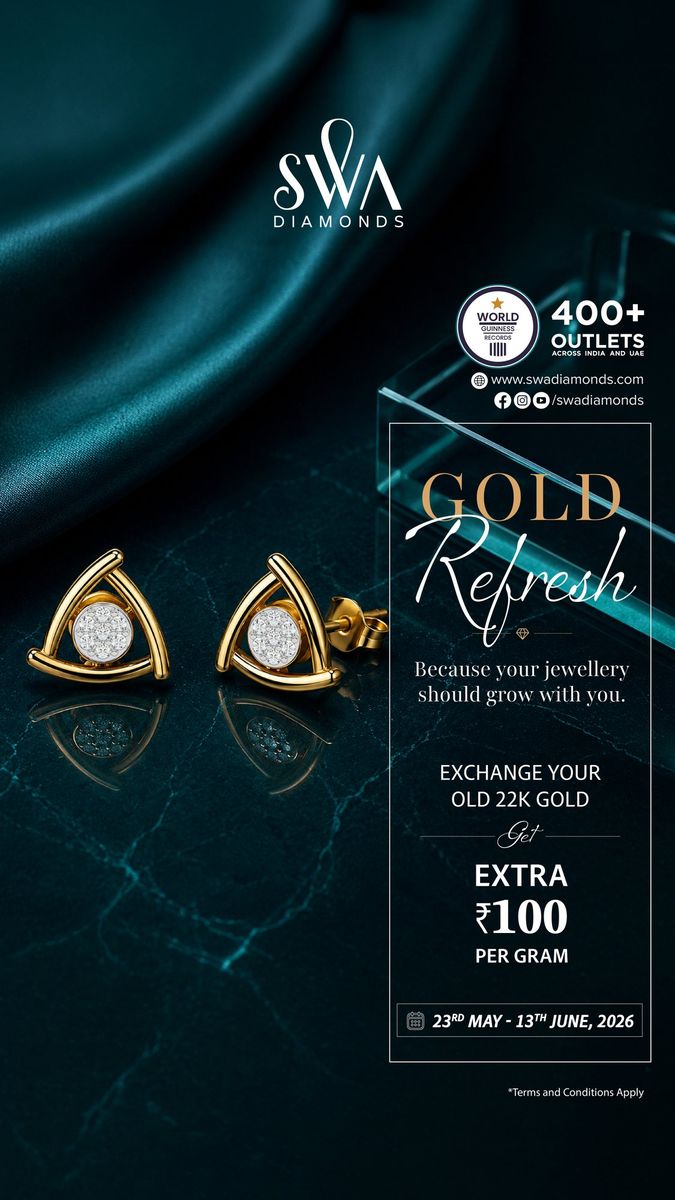 SWA
DIAMONDS
WORLD
GUINNESS
RECORDS
400+
OUTLETS
ACROSS INDIA AND UAE
www.swadiamonds.com
/swadiamonds
GOLD
Refresh
Because your jewellery
should grow with you.
EXCHANGE YOUR
OLD 22K GOLD
Get
EXTRA
₹100
PER GRAM
23RD MAY - 13TH JUNE, 2026
*Terms and Conditions Apply